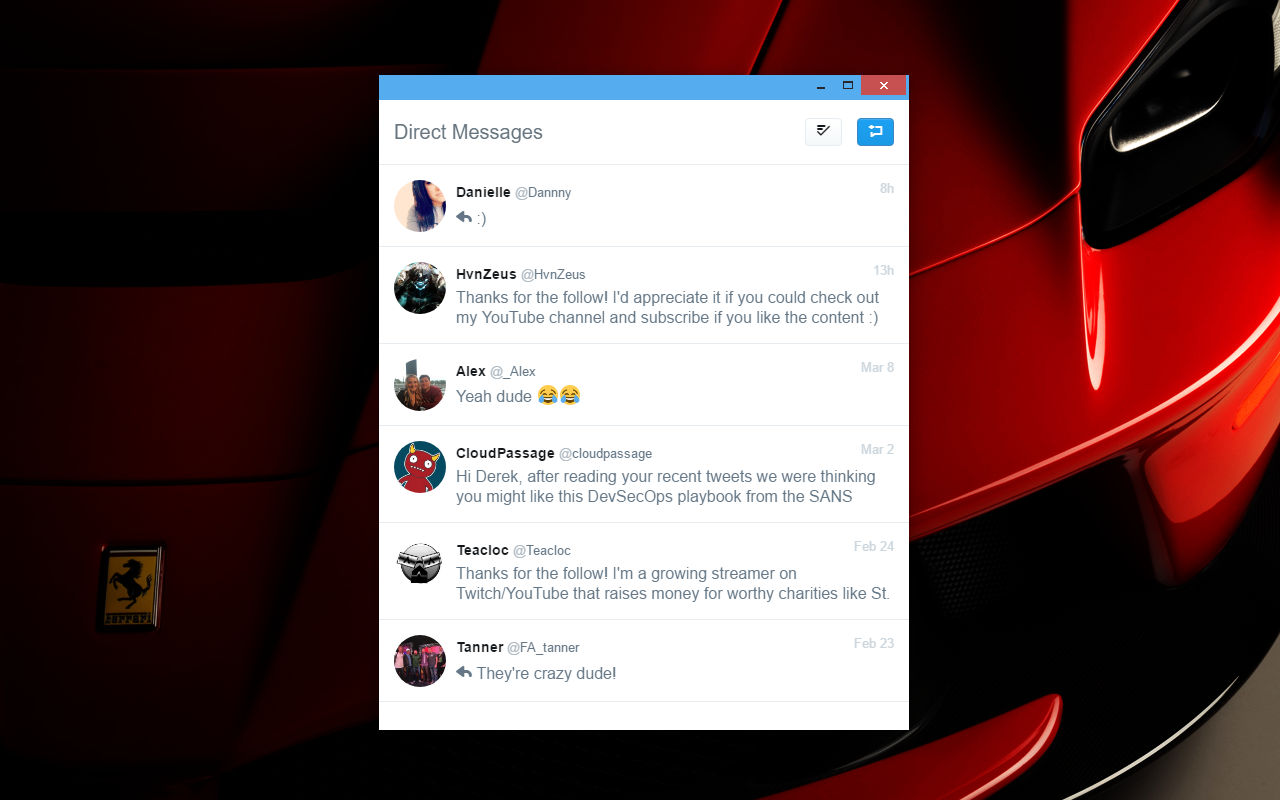 Direct Messages
Danielle @Dannny 8h
:)
HvnZeus @HvnZeus 13h
Thanks for the follow! I'd appreciate it if you could check out
my YouTube channel and subscribe if you like the content :)
Alex @_Alex Mar 8
Yeah dude 😂😂
CloudPassage @cloudpassage Mar 2
Hi Derek, after reading your recent tweets we were thinking
you might like this DevSecOps playbook from the SANS
Teacloc @Teacloc Feb 24
Thanks for the follow! I'm a growing streamer on
Twitch/YouTube that raises money for worthy charities like St.
Tanner @FA_tanner Feb 23
They're crazy dude!
Ferrari